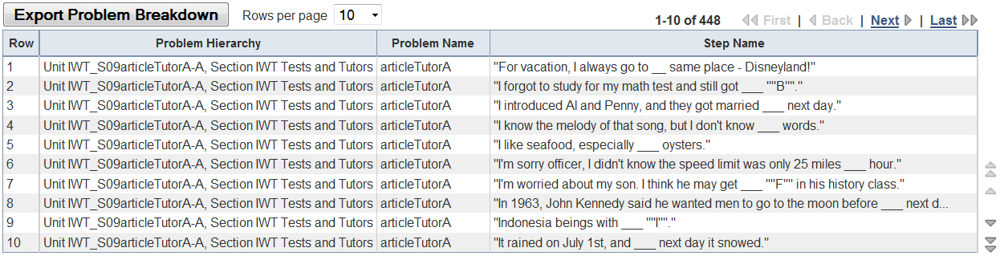 Export Problem Breakdown Rows per page 10 1-10 of 448 First | Back | Next | Last
Row Problem Hierarchy Problem Name Step Name
1 Unit IWT_S09articleTutorA-A, Section IWT Tests and Tutors articleTutorA "For vacation, I always go to __ same place - Disneyland!"
2 Unit IWT_S09articleTutorA-A, Section IWT Tests and Tutors articleTutorA "I forgot to study for my math test and still got ___ ""B""."
3 Unit IWT_S09articleTutorA-A, Section IWT Tests and Tutors articleTutorA "I introduced Al and Penny, and they got married ___ next day."
4 Unit IWT_S09articleTutorA-A, Section IWT Tests and Tutors articleTutorA "I know the melody of that song, but I don't know ___ words."
5 Unit IWT_S09articleTutorA-A, Section IWT Tests and Tutors articleTutorA "I like seafood, especially ___ oysters."
6 Unit IWT_S09articleTutorA-A, Section IWT Tests and Tutors articleTutorA "I'm sorry officer, I didn't know the speed limit was only 25 miles ___ hour."
7 Unit IWT_S09articleTutorA-A, Section IWT Tests and Tutors articleTutorA "I'm worried about my son. I think he may get ___ ""F"" in his history class."
8 Unit IWT_S09articleTutorA-A, Section IWT Tests and Tutors articleTutorA "In 1963, John Kennedy said he wanted men to go to the moon before ___ next d...
9 Unit IWT_S09articleTutorA-A, Section IWT Tests and Tutors articleTutorA "Indonesia beings with ___ ""I""."
10 Unit IWT_S09articleTutorA-A, Section IWT Tests and Tutors articleTutorA "It rained on July 1st, and ___ next day it snowed."